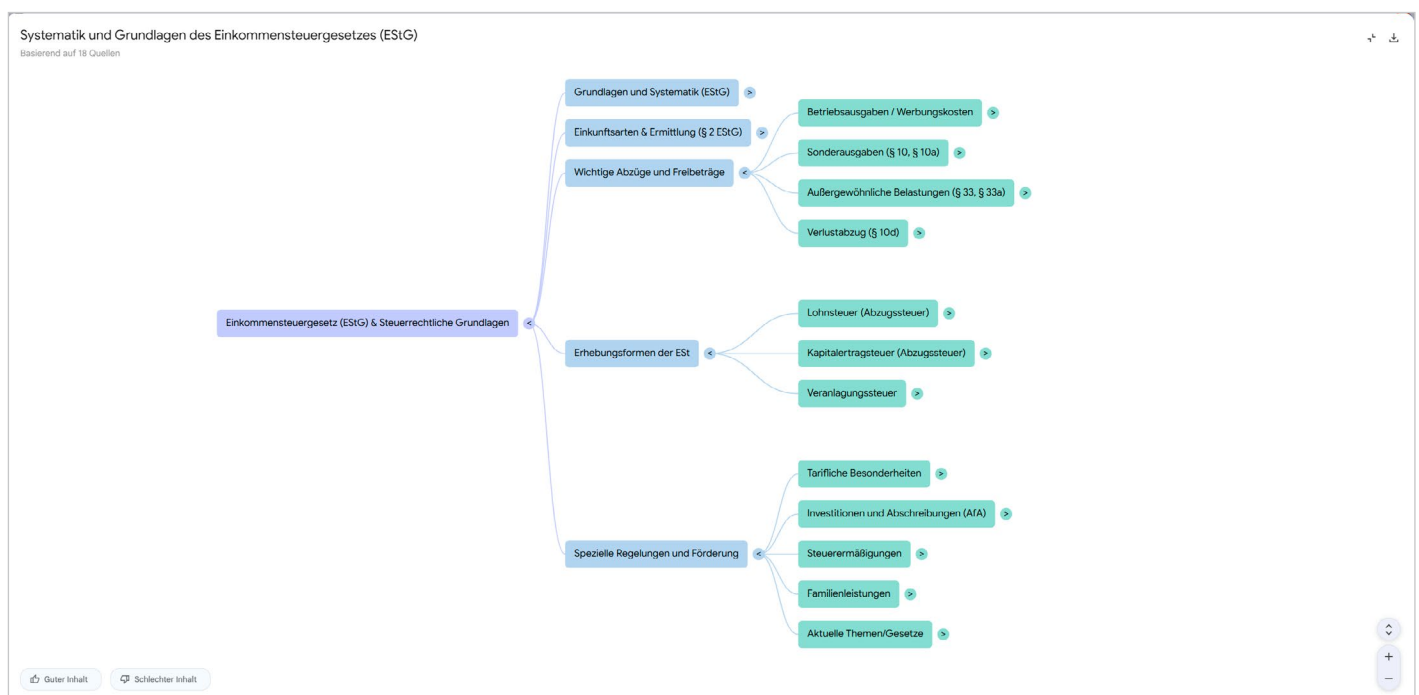 Systematik und Grundlagen des Einkommensteuergesetzes (EStG)
Basierend auf 18 Quellen
Einkommensteuergesetz (EStG) & Steuerrechtliche Grundlagen <
Grundlagen und Systematik (EStG) >
Einkunftsarten & Ermittlung (§ 2 EStG) >
Wichtige Abzüge und Freibeträge <
Betriebsausgaben / Werbungskosten >
Sonderausgaben (§ 10, § 10a) >
Außergewöhnliche Belastungen (§ 33, § 33a) >
Verlustabzug (§ 10d) >
Erhebungsformen der ESt <
Lohnsteuer (Abzugssteuer) >
Kapitalertragsteuer (Abzugssteuer) >
Veranlagungssteuer >
Spezielle Regelungen und Förderung <
Tarifliche Besonderheiten >
Investitionen und Abschreibungen (AfA) >
Steuerermäßigungen >
Familienleistungen >
Aktuelle Themen/Gesetze >
Guter Inhalt
Schlechter Inhalt
+
−